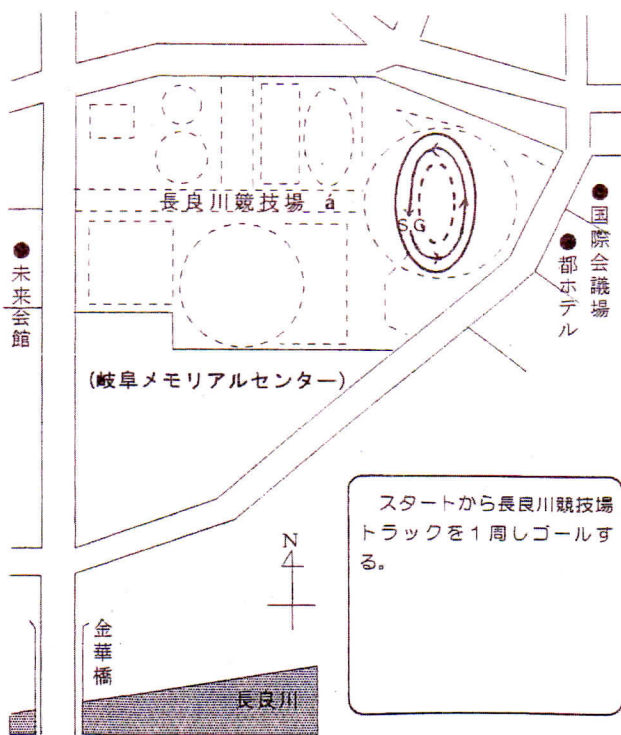 長良川競技場 á
S.G
●国際会議場
●都ホテル
●未来会館
(岐阜メモリアルセンター)
スタートから長良川競技場
トラックを1周しゴールす
る。
N
金華橋
長良川